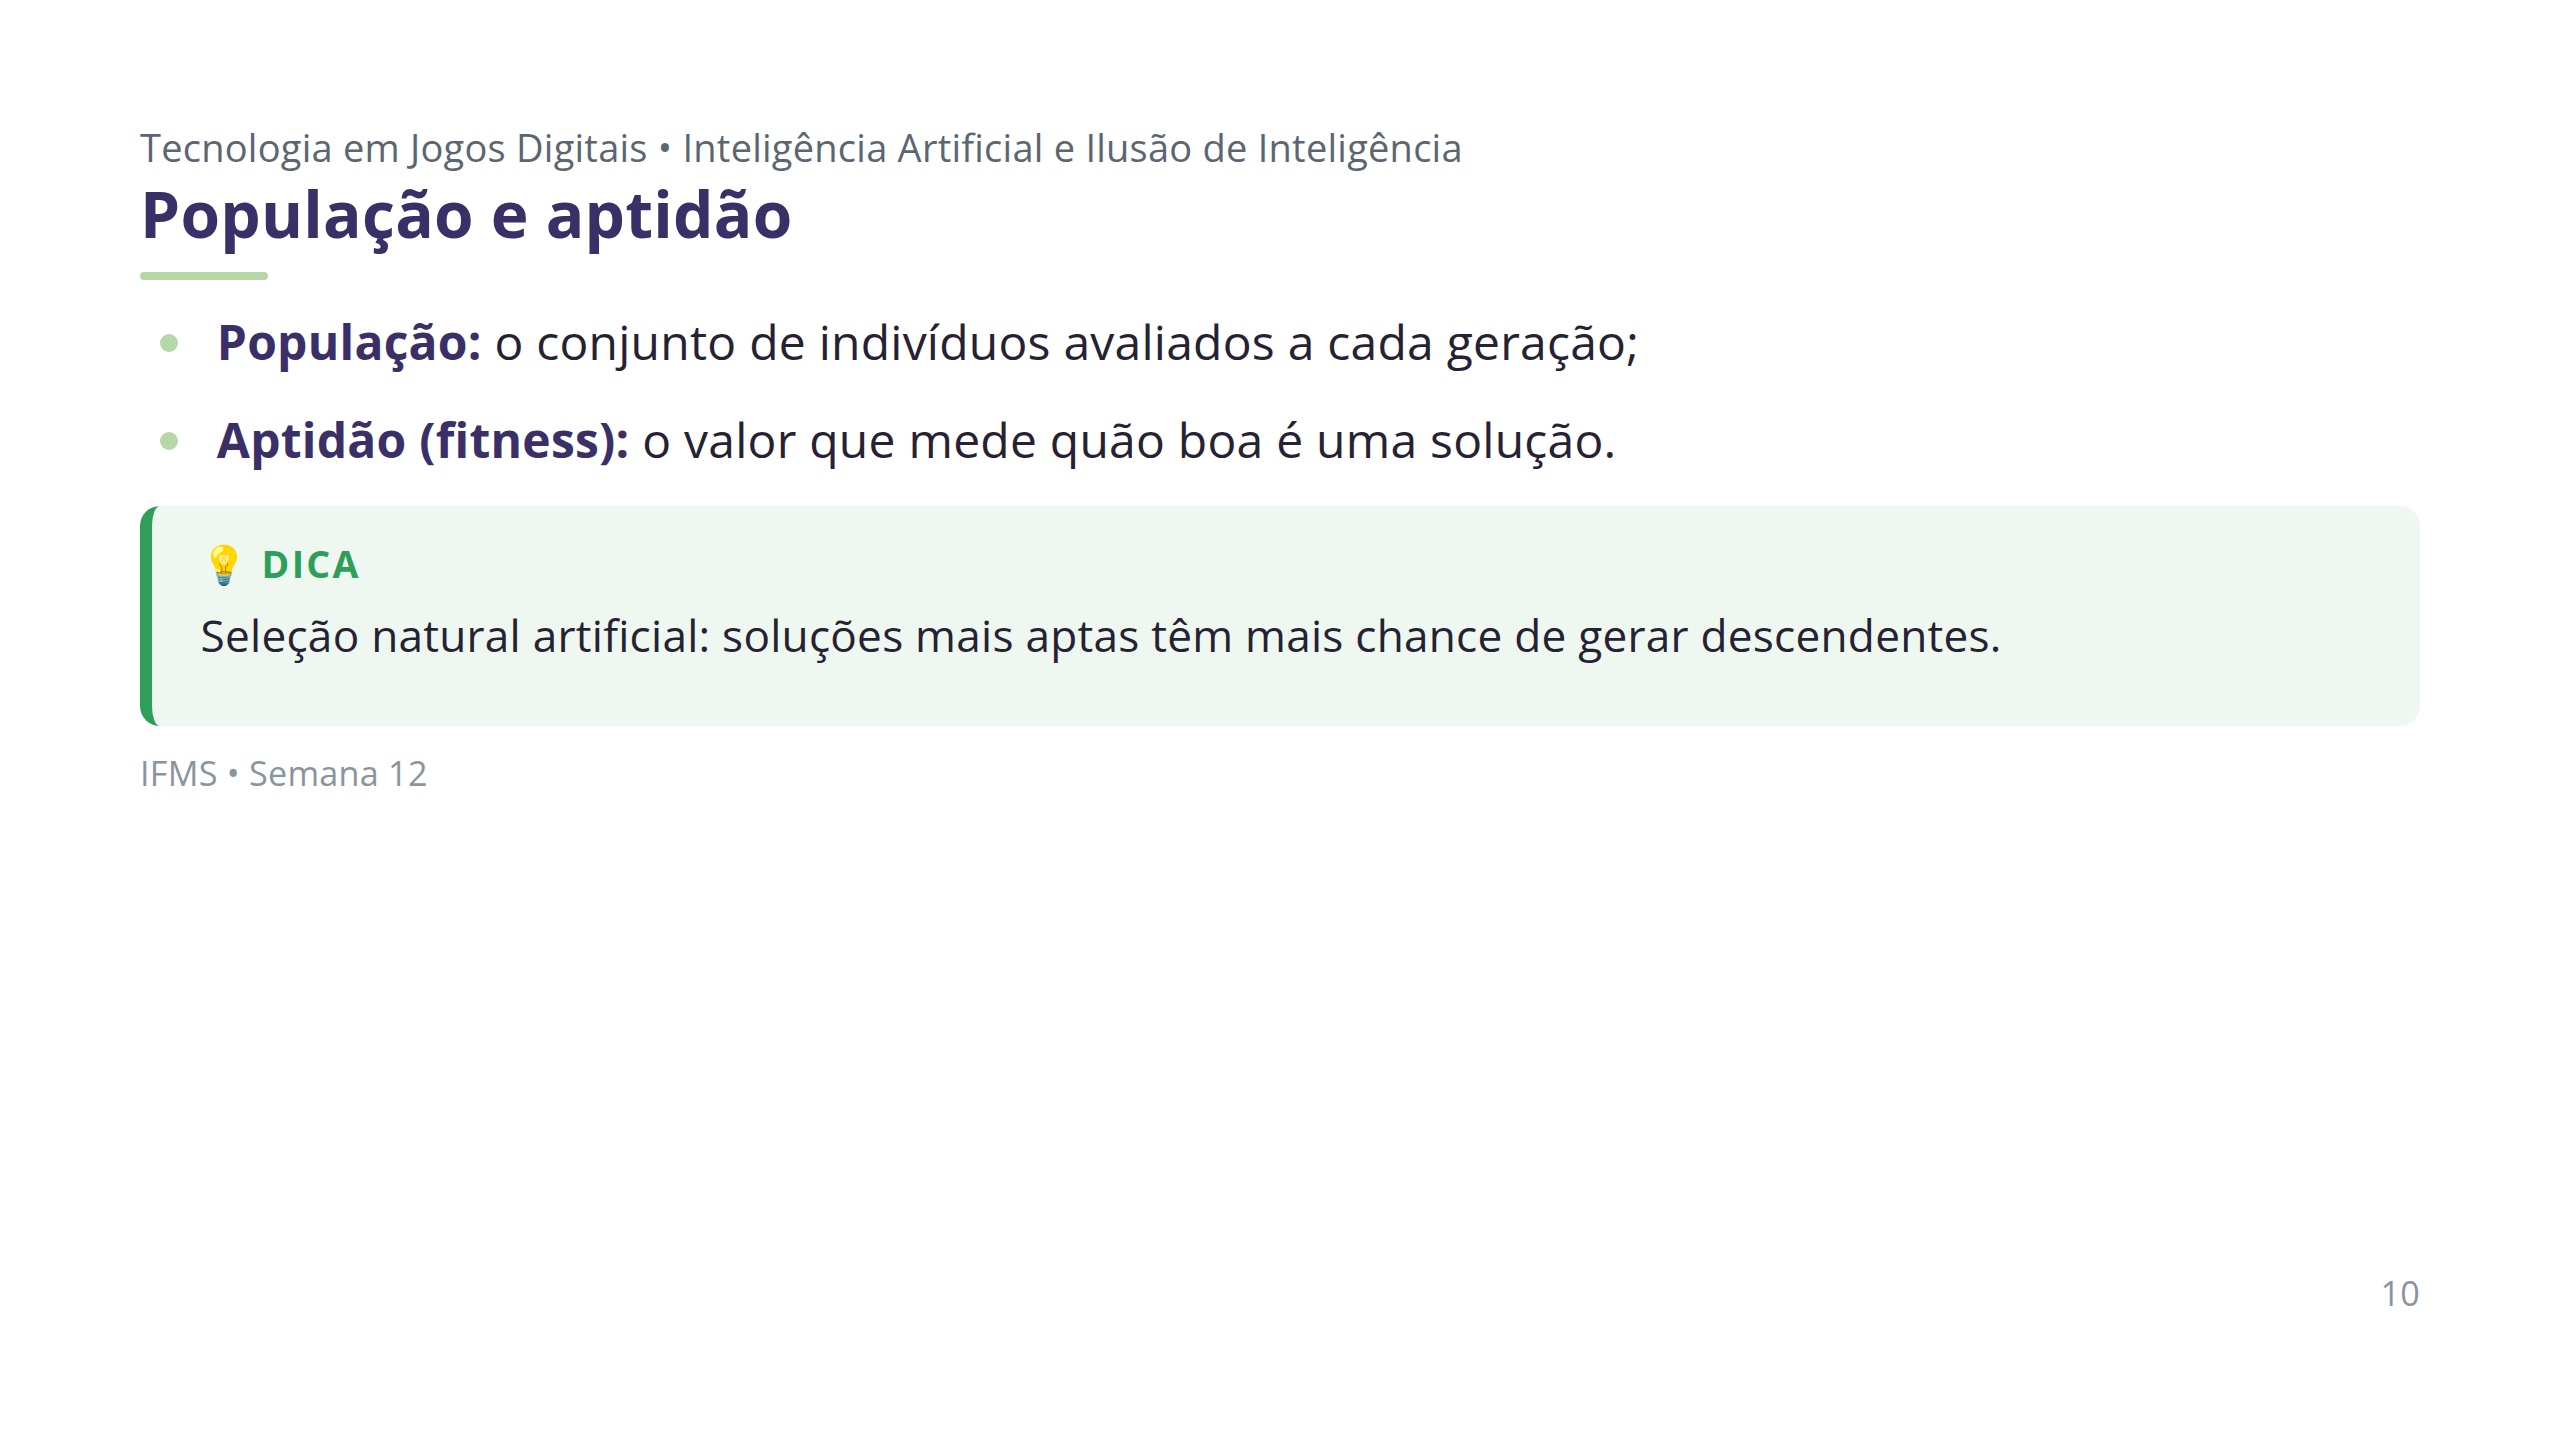 Tecnologia em Jogos Digitais • Inteligência Artificial e Ilusão de Inteligência
População e aptidão
• População: o conjunto de indivíduos avaliados a cada geração;
• Aptidão (fitness): o valor que mede quão boa é uma solução.
💡 DICA
Seleção natural artificial: soluções mais aptas têm mais chance de gerar descendentes.
IFMS • Semana 12
10